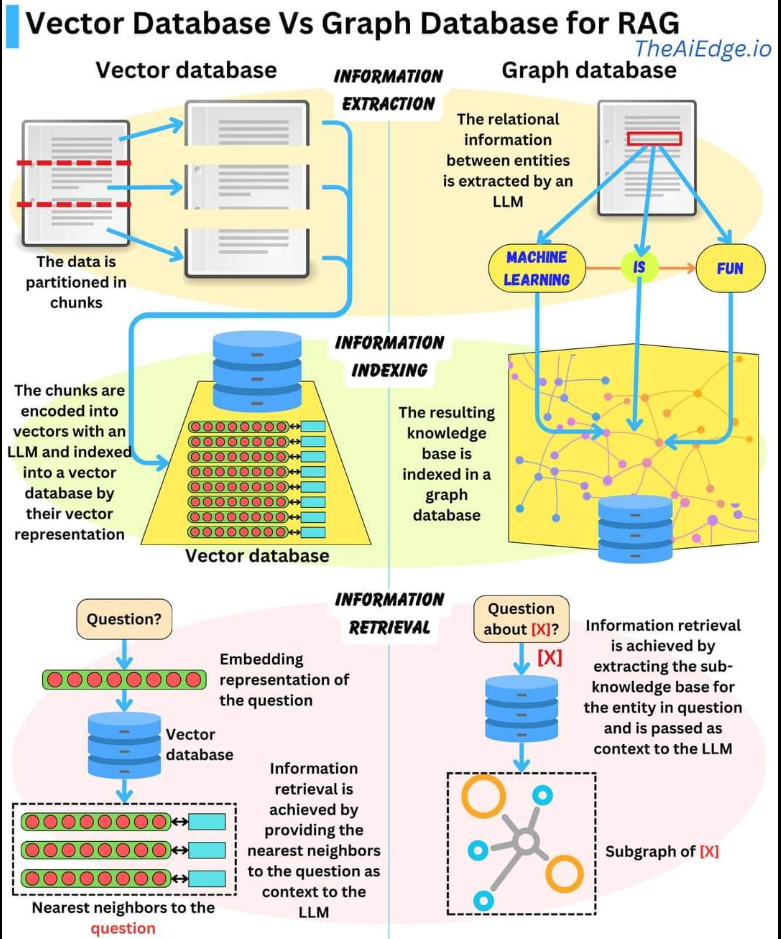 Vector Database Vs Graph Database for RAG
TheAiEdge.io
Vector database
INFORMATION
EXTRACTION
Graph database
The data is
partitioned in
chunks
The relational
information
between entities
is extracted by an
LLM
MACHINE
LEARNING
IS
FUN
INFORMATION
INDEXING
The chunks are
encoded into
vectors with an
LLM and indexed
into a vector
database by
their vector
representation
Vector database
The resulting
knowledge
base is
indexed in a
graph
database
INFORMATION
RETRIEVAL
Question?
Embedding
representation of
the question
Vector
database
Information
retrieval is
achieved by
providing the
nearest neighbors
to the question as
context to the
LLM
Nearest neighbors to the
question
Question
about [X]?
[X]
Information retrieval
is achieved by
extracting the sub-
knowledge base for
the entity in question
and is passed as
context to the LLM
Subgraph of [X]